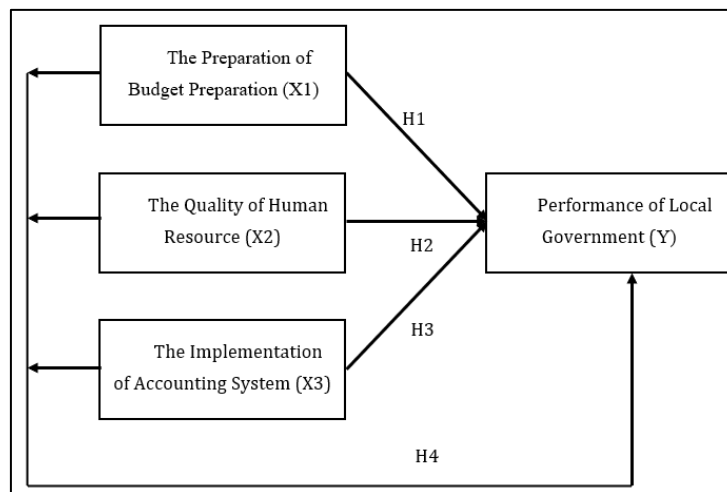 The Preparation of
Budget Preparation (X1)
H1
The Quality of Human
Resource (X2)
H2
Performance of Local
Government (Y)
H3
The Implementation
of Accounting System (X3)
H4